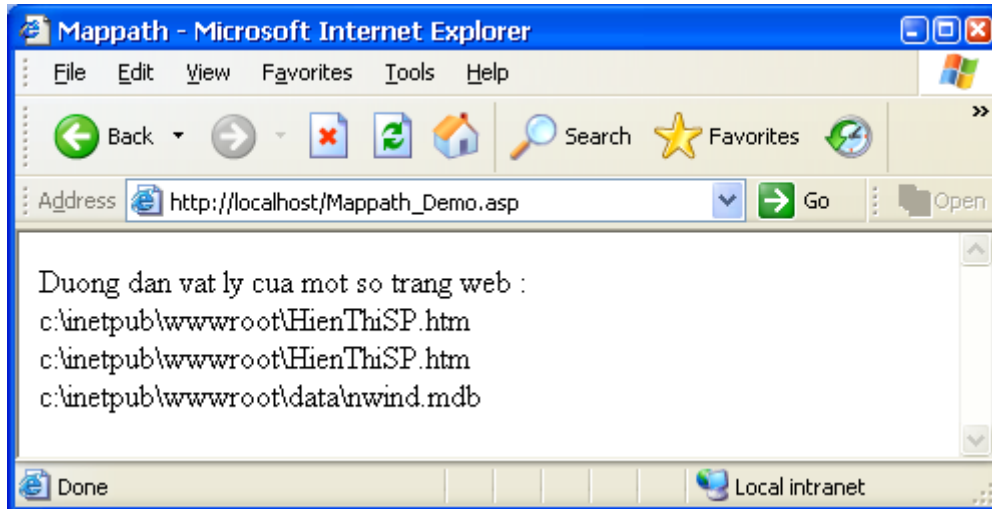 Mappath - Microsoft Internet Explorer
File Edit View Favorites Tools Help
Back Search Favorites »
Address http://localhost/Mappath_Demo.asp Go Open
Duong dan vat ly cua mot so trang web :
c:\inetpub\wwwroot\HienThiSP.htm
c:\inetpub\wwwroot\HienThiSP.htm
c:\inetpub\wwwroot\data\nwind.mdb
Done Local intranet